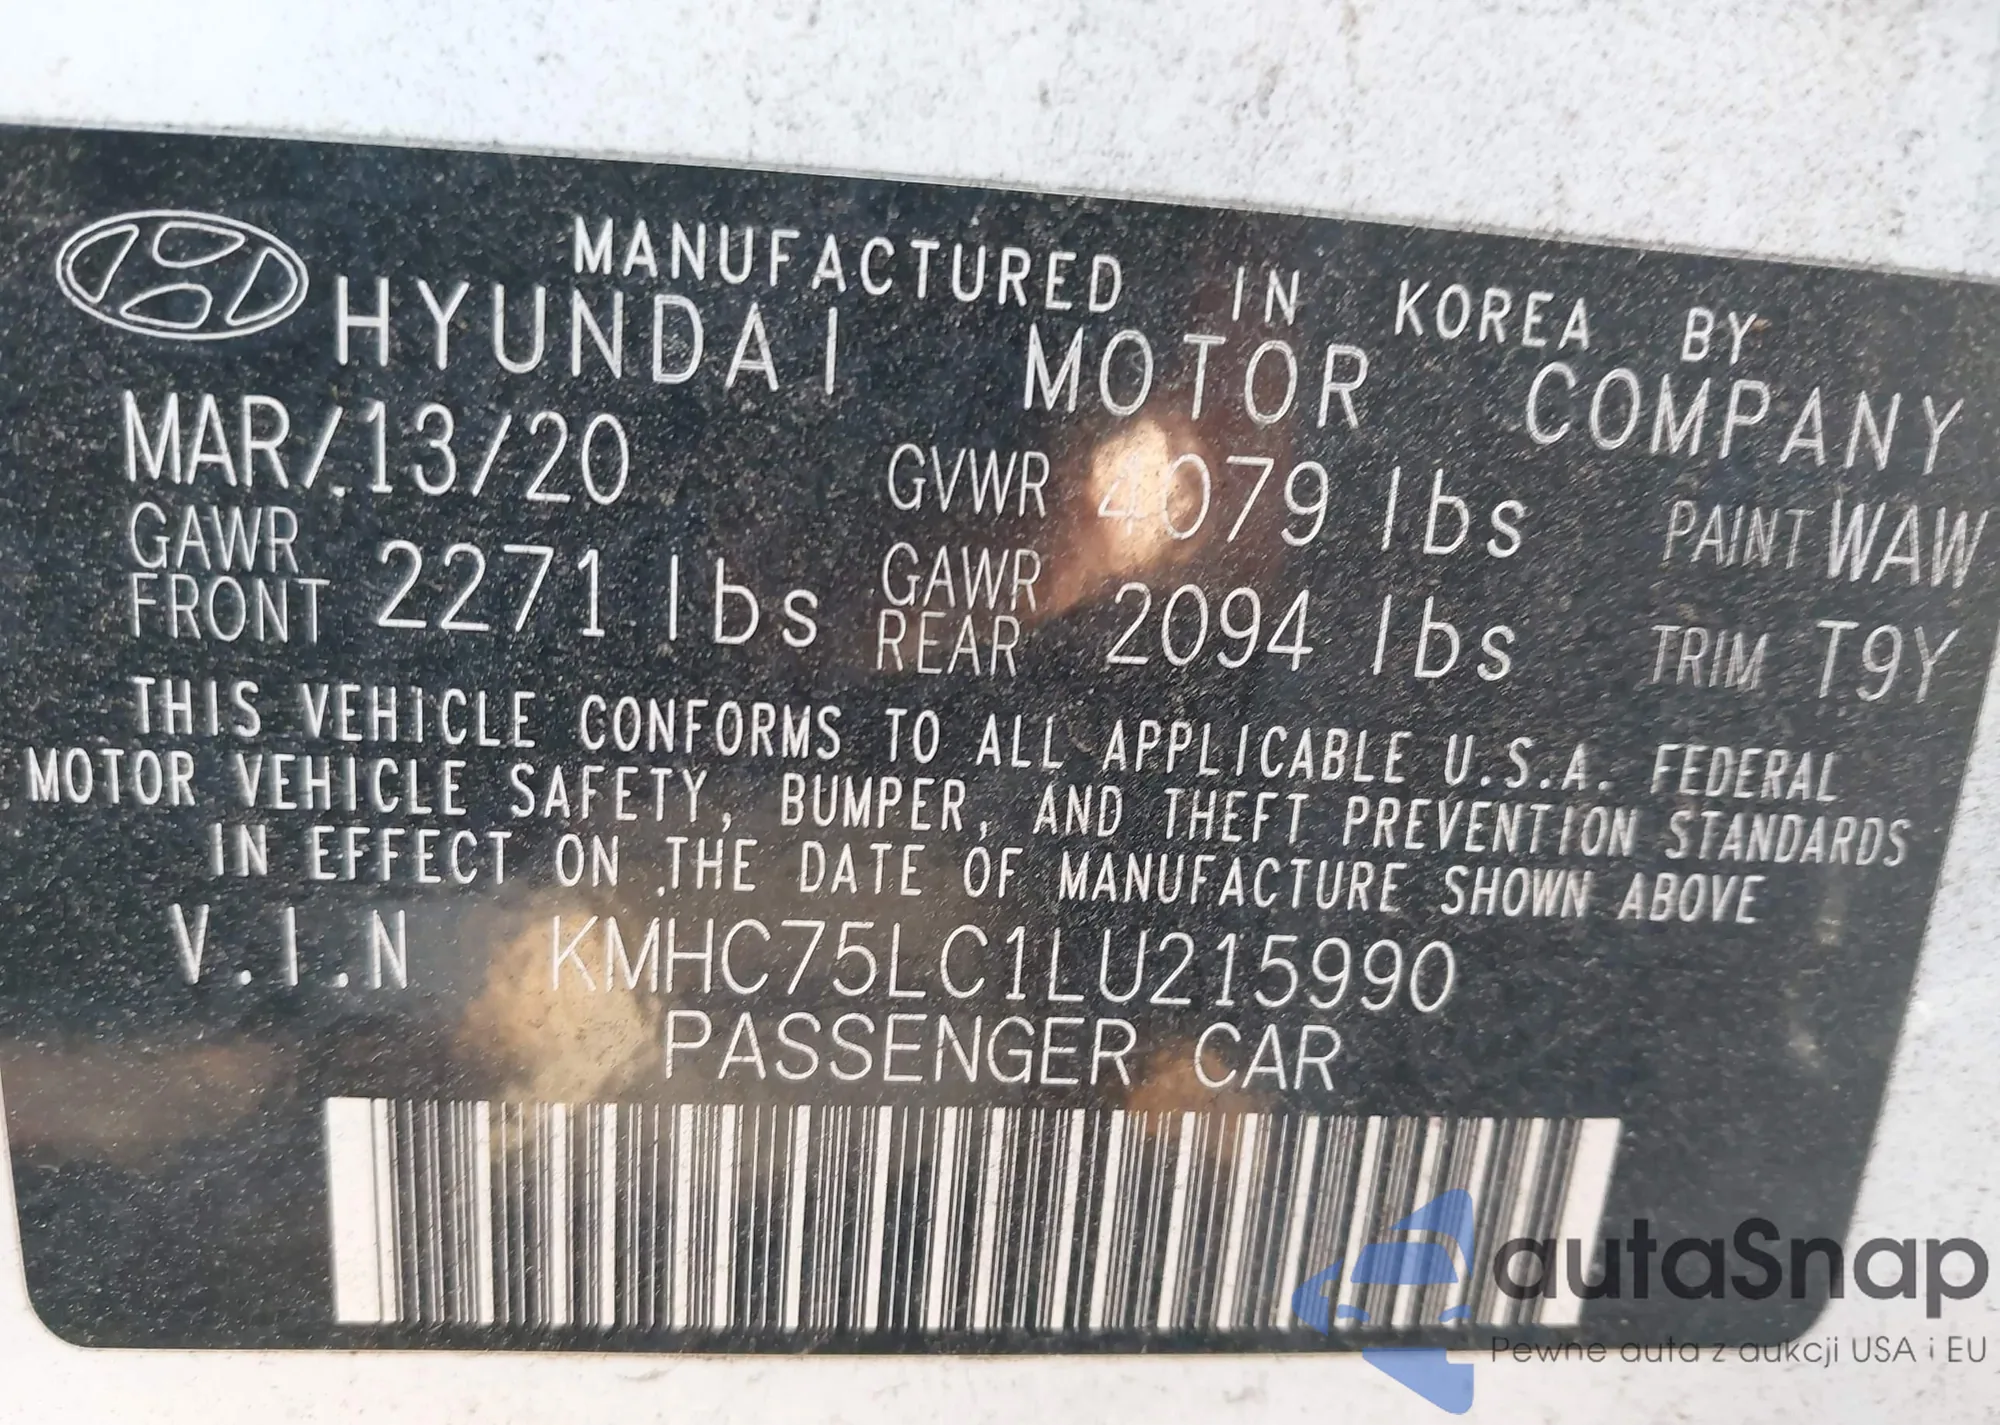 MANUFACTURED IN KOREA BY
HYUNDAI MOTOR COMPANY
MAR/13/20 GVWR 4079 lbs PAINT WAW
GAWR FRONT 2271 lbs GAWR REAR 2094 lbs TRIM T9Y
THIS VEHICLE CONFORMS TO ALL APPLICABLE U.S.A. FEDERAL
MOTOR VEHICLE SAFETY, BUMPER, AND THEFT PREVENTION STANDARDS
IN EFFECT ON THE DATE OF MANUFACTURE SHOWN ABOVE
V.I.N KMHC75LC1LU215990
PASSENGER CAR
autaSnap
Pewne auta z aukcji USA i EU